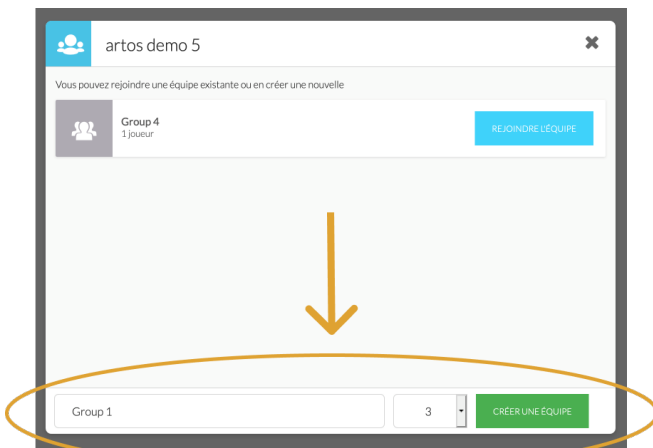 artos demo 5
Vous pouvez rejoindre une équipe existante ou en créer une nouvelle
Group 4
1 joueur
REJOINDRE L'ÉQUIPE
Group 1
3
CRÉER UNE ÉQUIPE